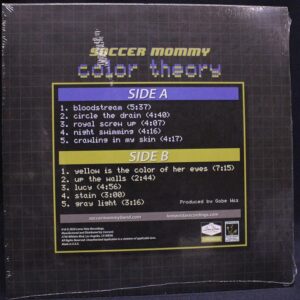 SOCCER MOMMY
color theory
SIDE A
1. bloodstream (5:37)
2. circle the drain (4:40)
3. royal screw up (4:07)
4. night swimming (4:16)
5. crawling in my skin (4:17)
SIDE B
1. yellow is the color of her eyes (7:15)
2. up the walls (2:44)
3. lucy (4:56)
4. stain (3:00)
5. gray light (3:16)
Produced by Gabe Wax
soccermommyband.com
lomavistarecordings.com